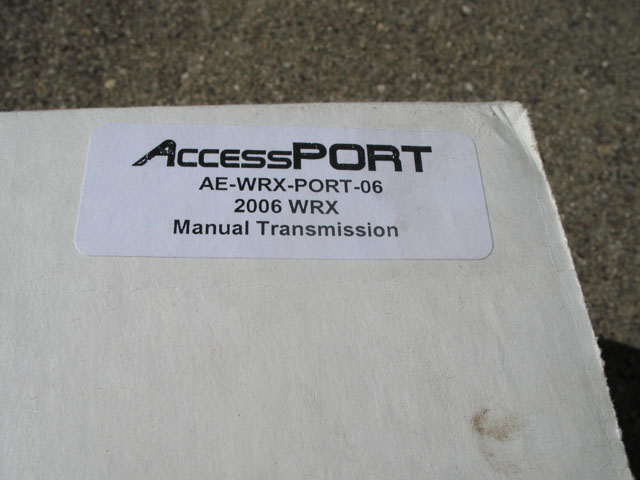 AccessPORT
AE-WRX-PORT-06
2006 WRX
Manual Transmission